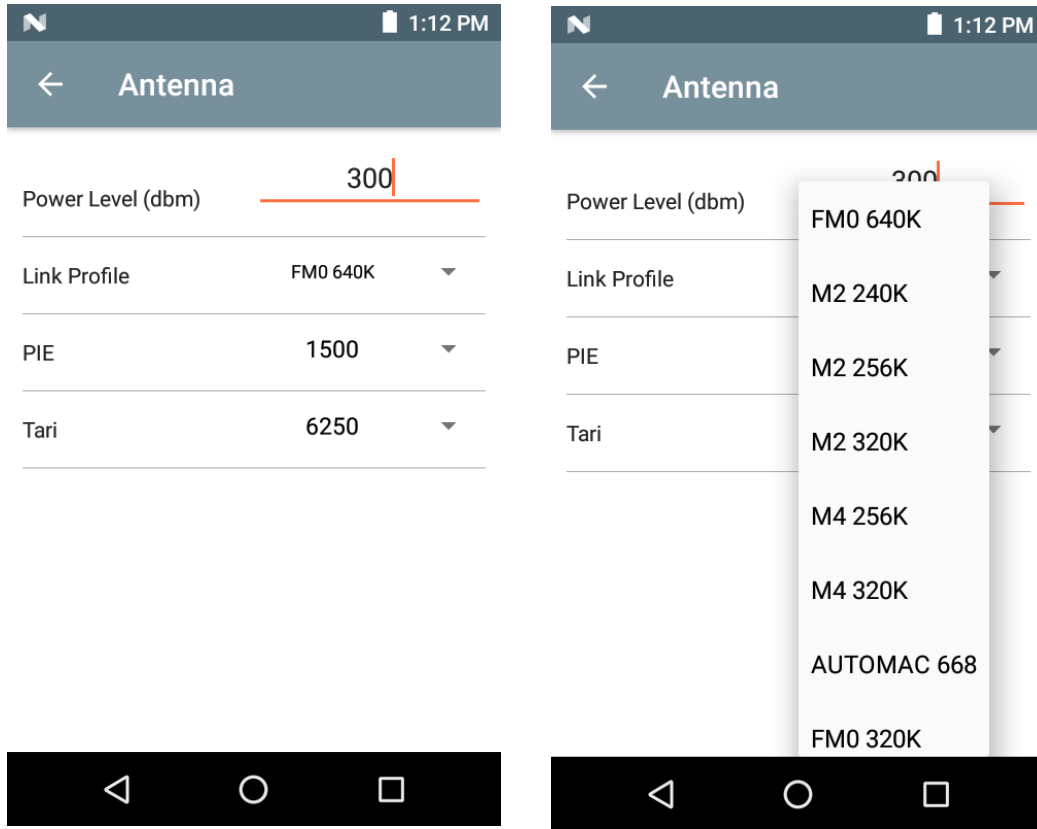 1:12 PM
Antenna
Power Level (dbm) 300
Link Profile FM0 640K
PIE 1500
Tari 6250
1:12 PM
Antenna
Power Level (dbm) 300
Link Profile
PIE
Tari
FM0 640K
M2 240K
M2 256K
M2 320K
M4 256K
M4 320K
AUTOMAC 668
FM0 320K